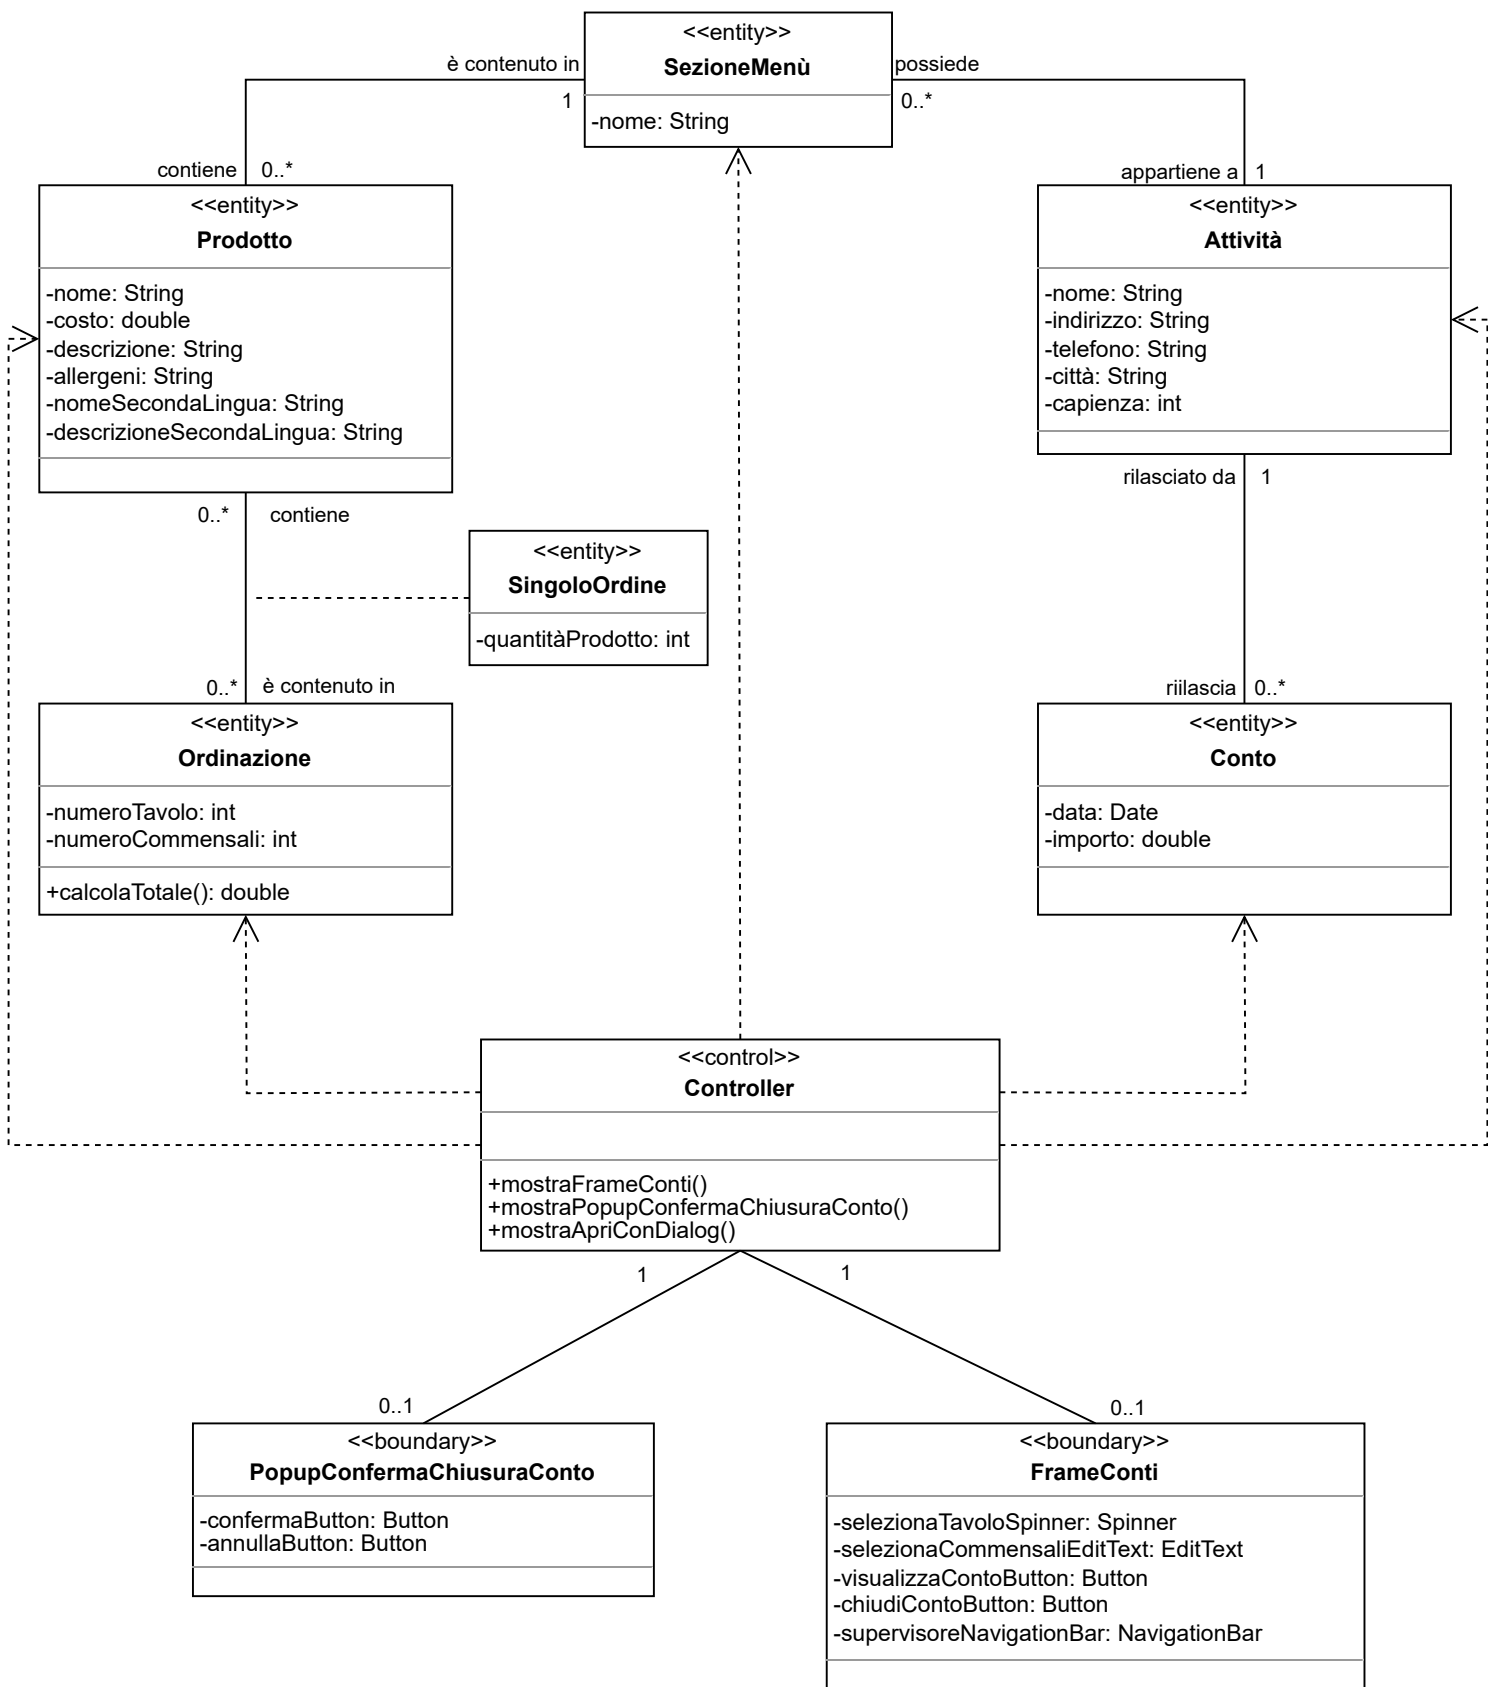 <<entity>>
SezioneMenù
-nome: String
è contenuto in
1
possiede
0..*
contiene
0..*
appartiene a
1
<<entity>>
Prodotto
-nome: String
-costo: double
-descrizione: String
-allergeni: String
-nomeSecondaLingua: String
-descrizioneSecondaLingua: String
<<entity>>
Attività
-nome: String
-indirizzo: String
-telefono: String
-città: String
-capienza: int
0..*
contiene
rilasciato da
1
<<entity>>
SingoloOrdine
-quantitàProdotto: int
0..*
è contenuto in
riilascia
0..*
<<entity>>
Ordinazione
-numeroTavolo: int
-numeroCommensali: int
+calcolaTotale(): double
<<entity>>
Conto
-data: Date
-importo: double
<<control>>
Controller
+mostraFrameConti()
+mostraPopupConfermaChiusuraConto()
+mostraApriConDialog()
1
1
0..1
0..1
<<boundary>>
PopupConfermaChiusuraConto
-confermaButton: Button
-annullaButton: Button
<<boundary>>
FrameConti
-selezionaTavoloSpinner: Spinner
-selezionaCommensaliEditText: EditText
-visualizzaContoButton: Button
-chiudiContoButton: Button
-supervisoreNavigationBar: NavigationBar